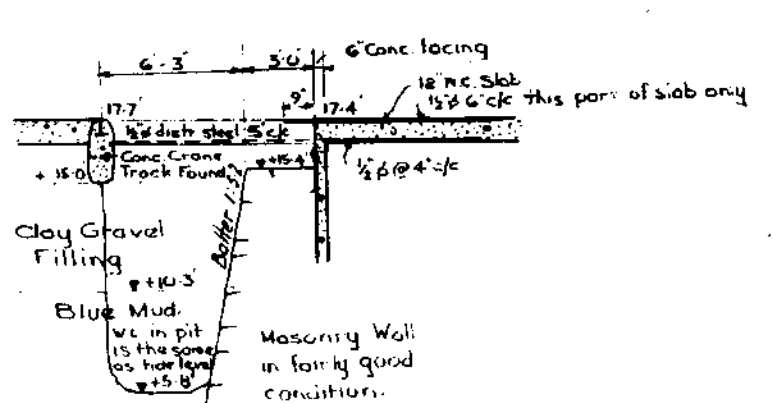 6'-3"
3'0"
6" Conc. facing
9"
12" R.C. Slab
½"φ 6" c/c this part of slab only
17.7'
17.4'
½"φ distr steel 5" c/c
Conc. Crane
Track Found.
+ 15.0
+15.4
½" φ @ 4" c/c
Batter 1:5
Clay Gravel
Filling
+10.3'
Blue Mud.
W.L in pit
is the same
as tide level
+5.8'
Masonry Wall
in fairly good
condition.